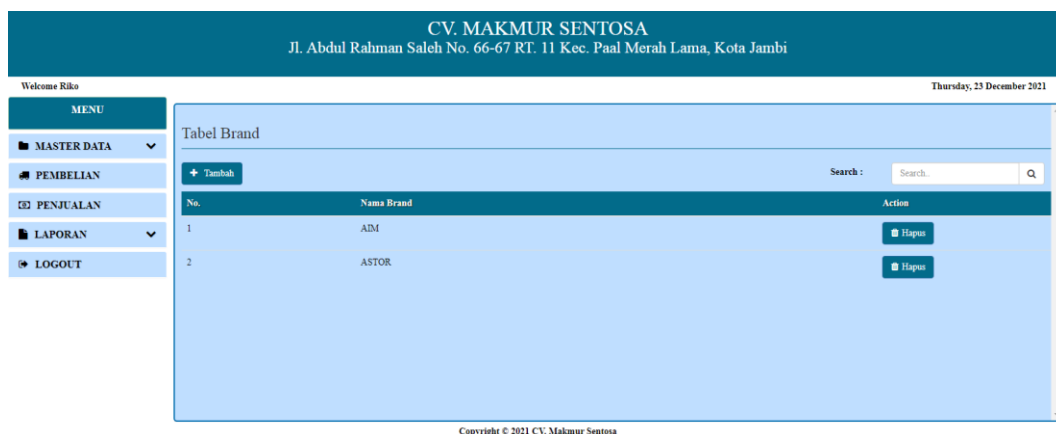 CV. MAKMUR SENTOSA
Jl. Abdul Rahman Saleh No. 66-67 RT. 11 Kec. Paal Merah Lama, Kota Jambi
Welcome Riko
Thursday, 23 December 2021
MENU
MASTER DATA
PEMBELIAN
PENJUALAN
LAPORAN
LOGOUT
Tabel Brand
Tambah
Search :
Search..
No. Nama Brand Action
1 AIM Hapus
2 ASTOR Hapus
Copyright © 2021 CV. Makmur Sentosa